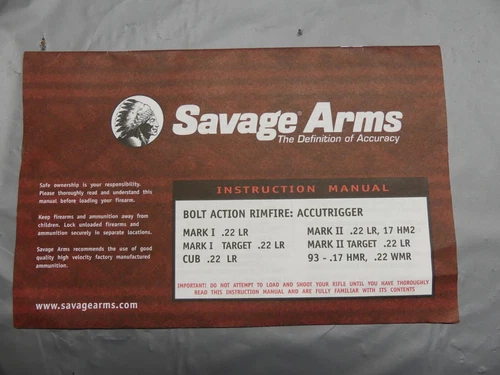 Savage® Arms
The Definition of Accuracy
Safe ownership is your responsibility.
Please thoroughly read and understand this
manual before loading your firearm.
Keep firearms and ammunition away from
children. Lock unloaded firearms and
ammunition securely in separate locations.
Savage Arms recommends the use of good
quality high velocity factory manufactured
ammunition.
www.savagearms.com
INSTRUCTION MANUAL
BOLT ACTION RIMFIRE: ACCUTRIGGER
MARK I .22 LR
MARK I TARGET .22 LR
CUB .22 LR
MARK II .22 LR, 17 HM2
MARK II TARGET .22 LR
93 - .17 HMR, .22 WMR
IMPORTANT! DO NOT ATTEMPT TO LOAD AND SHOOT YOUR RIFLE UNTIL YOU HAVE THOROUGHLY
READ THIS INSTRUCTION MANUAL AND ARE FULLY FAMILIAR WITH ITS CONTENTS